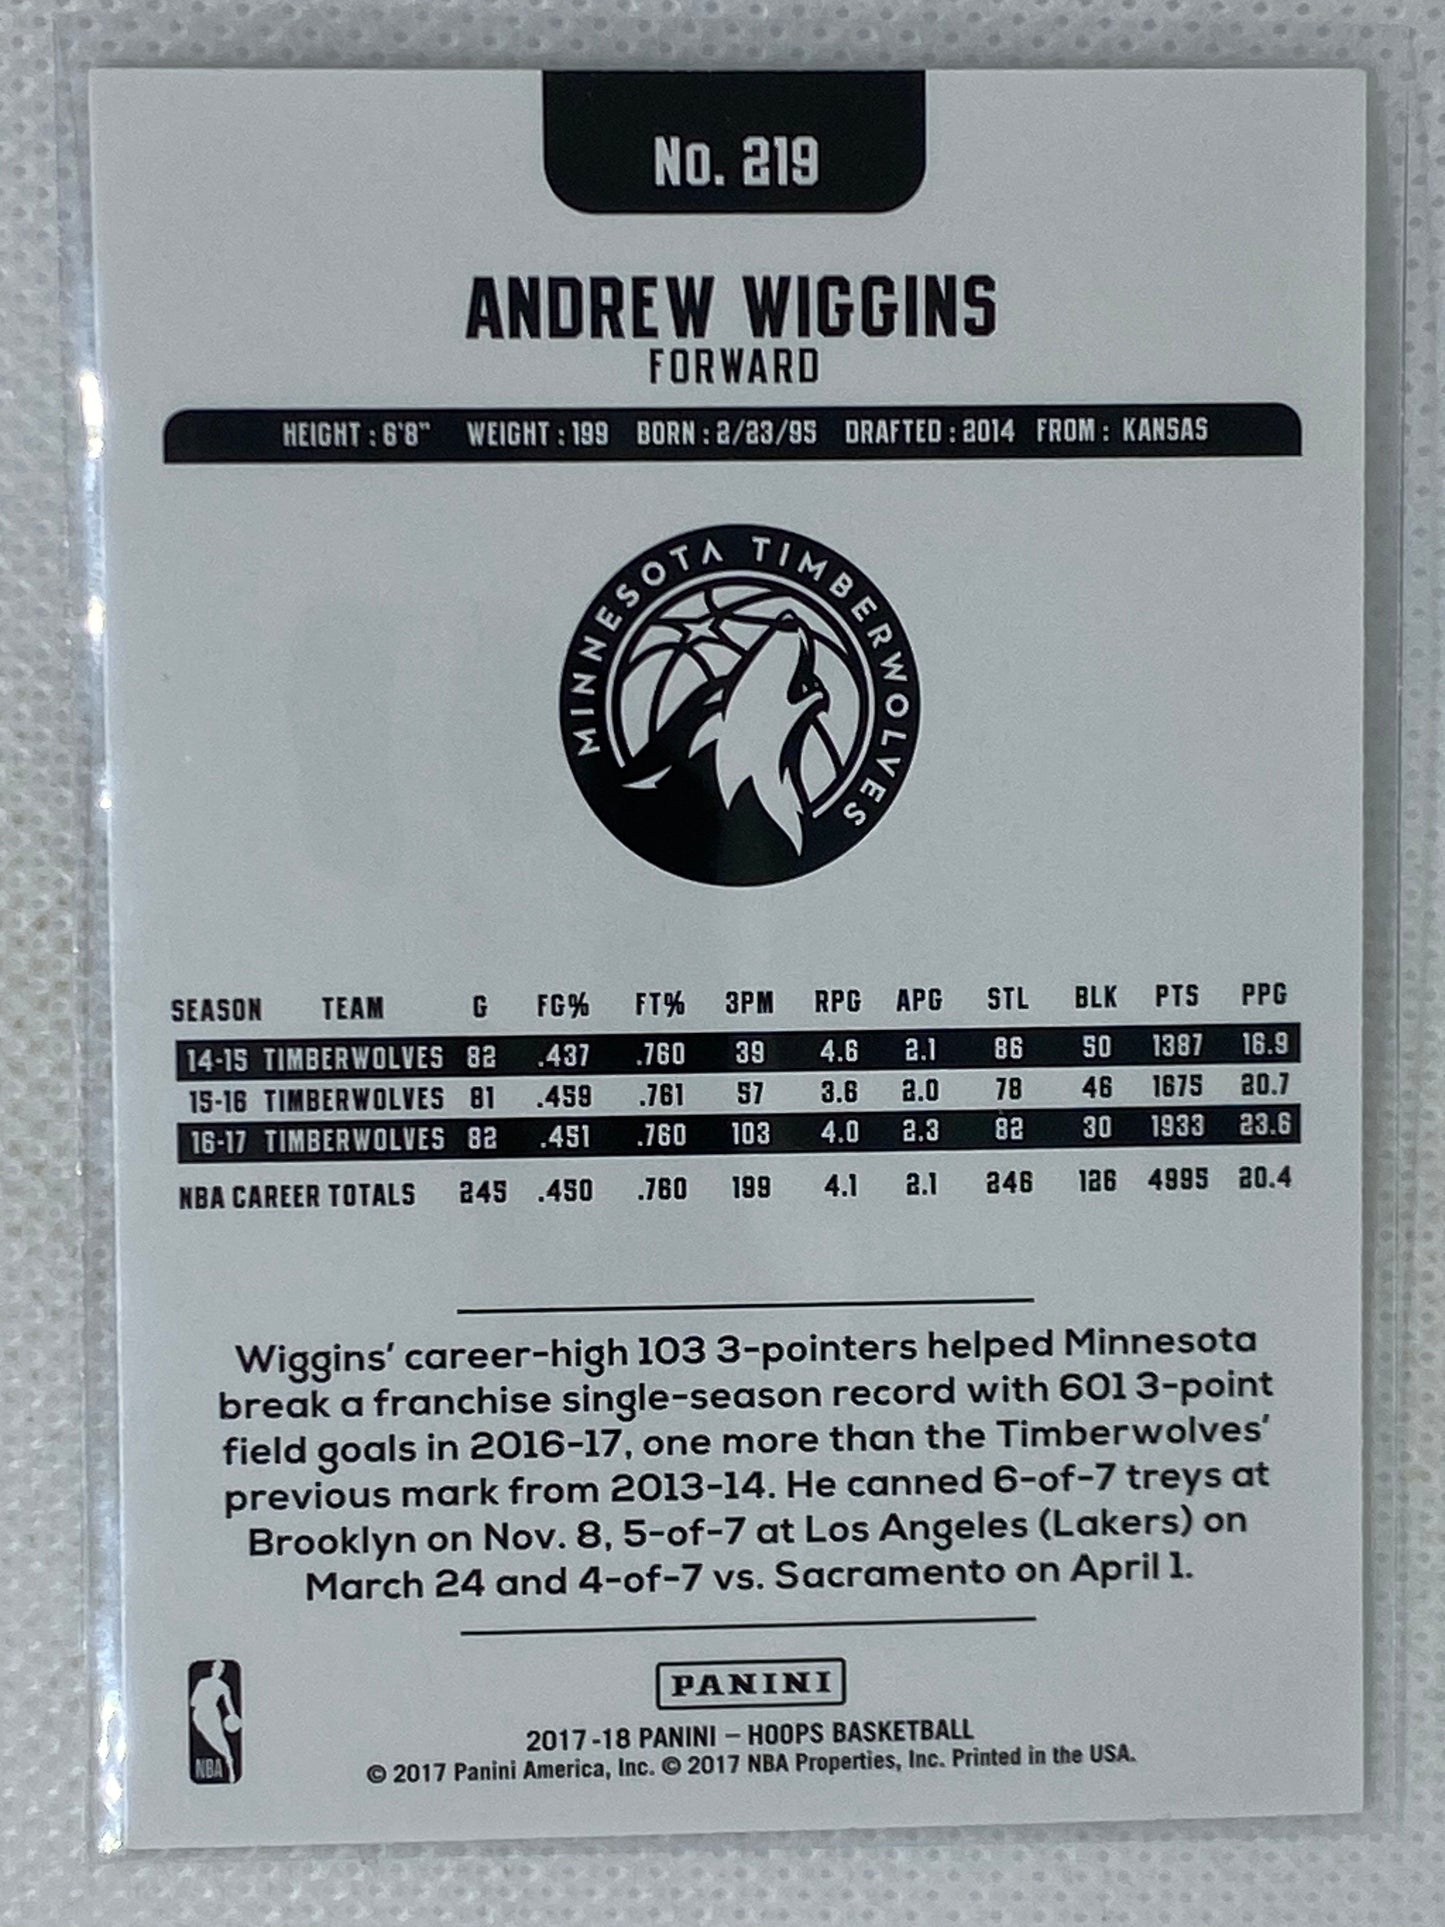 No. 219
ANDREW WIGGINS
FORWARD
HEIGHT : 6'8" WEIGHT : 199 BORN : 2/23/95 DRAFTED : 2014 FROM : KANSAS
MINNESOTA TIMBERWOLVES
SEASON TEAM G FG% FT% 3PM RPG APG STL BLK PTS PPG
14-15 TIMBERWOLVES 82 .437 .760 39 4.6 2.1 86 50 1387 16.9
15-16 TIMBERWOLVES 81 .459 .761 57 3.6 2.0 78 46 1675 20.7
16-17 TIMBERWOLVES 82 .451 .760 103 4.0 2.3 82 30 1933 23.6
NBA CAREER TOTALS 245 .450 .760 199 4.1 2.1 246 126 4995 20.4
Wiggins' career-high 103 3-pointers helped Minnesota
break a franchise single-season record with 601 3-point
field goals in 2016-17, one more than the Timberwolves'
previous mark from 2013-14. He canned 6-of-7 treys at
Brooklyn on Nov. 8, 5-of-7 at Los Angeles (Lakers) on
March 24 and 4-of-7 vs. Sacramento on April 1.
PANINI
NBA
2017-18 PANINI – HOOPS BASKETBALL
© 2017 Panini America, Inc. © 2017 NBA Properties, Inc. Printed in the USA.